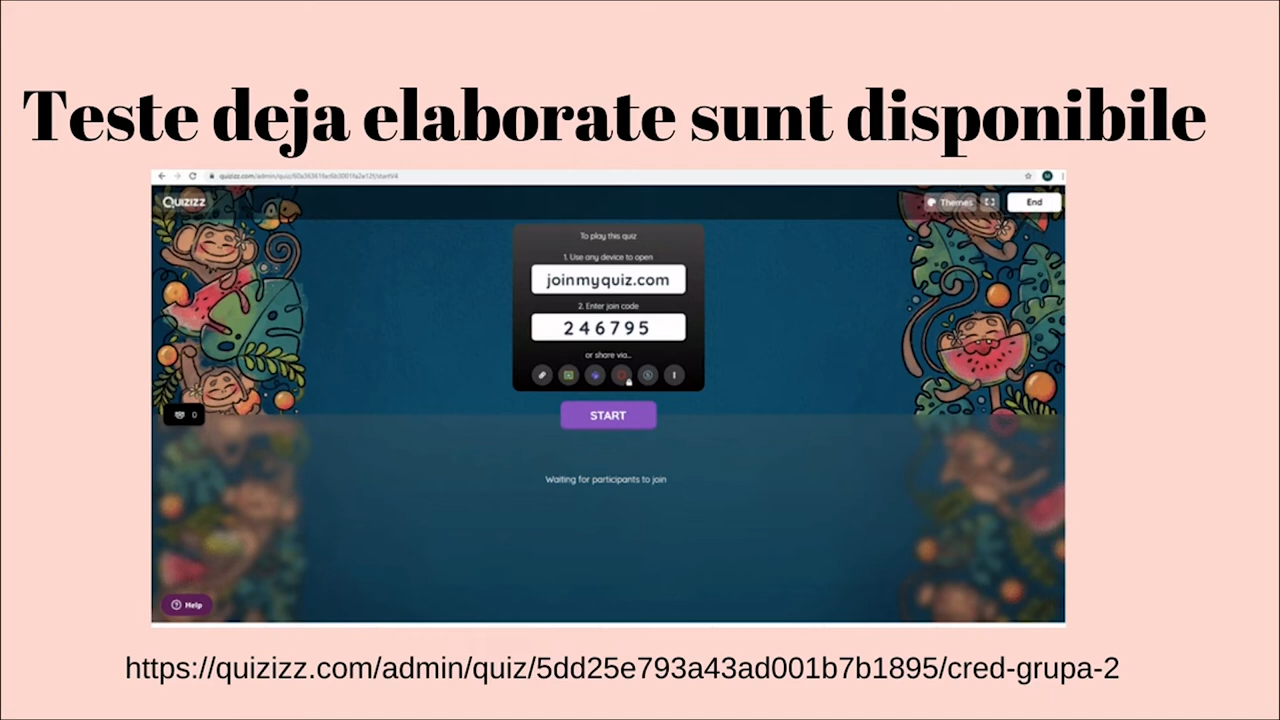 Teste deja elaborate sunt disponibile
Quizizz
Themes
End
To play this quiz
1. Use any device to open
joinmyquiz.com
2. Enter join code
246795
or share via...
0
START
Waiting for participants to join
Help
https://quizizz.com/admin/quiz/5dd25e793a43ad001b7b1895/cred-grupa-2